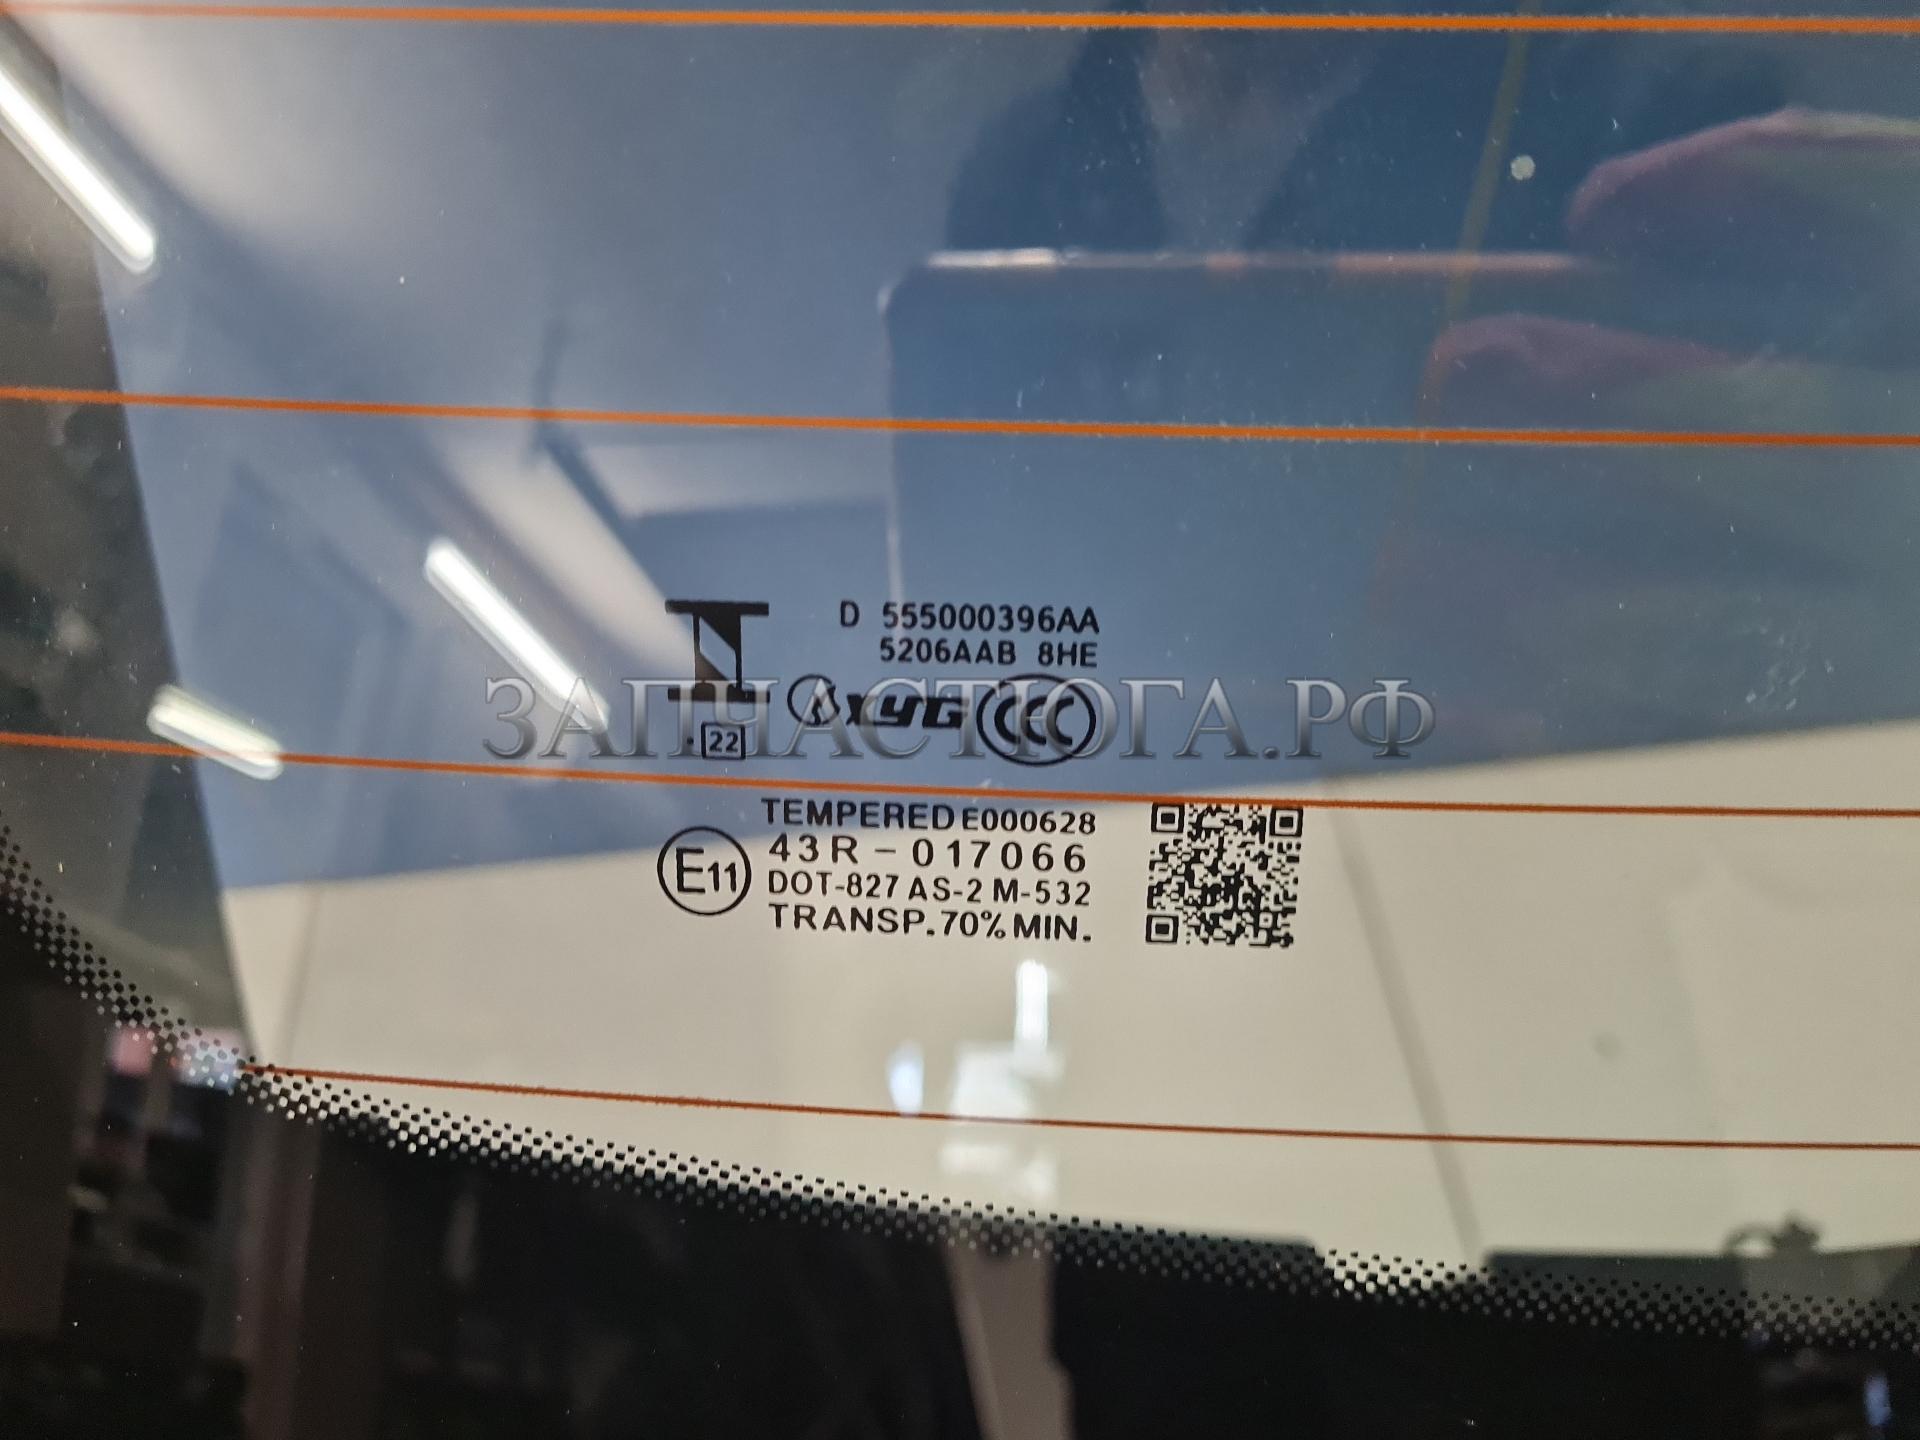 D 555000396AA
5206AAB 8HE
XYG CCC
· 22
ЗАПЧАСТЮГА.РФ
TEMPERED E000628
E11
43R - 017066
DOT-827 AS-2 M-532
TRANSP.70% MIN.